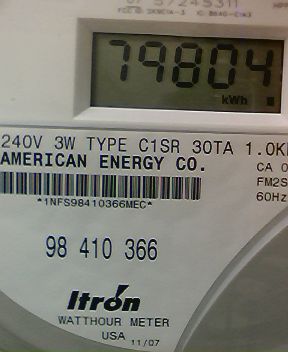 79804
kWh
240V 3W TYPE C1SR 30TA 1.0K
AMERICAN ENERGY CO.
CA 0
FM2S
60Hz
*1NFS98410366MEC*
98 410 366
Itron
WATTHOUR METER
USA 11/07